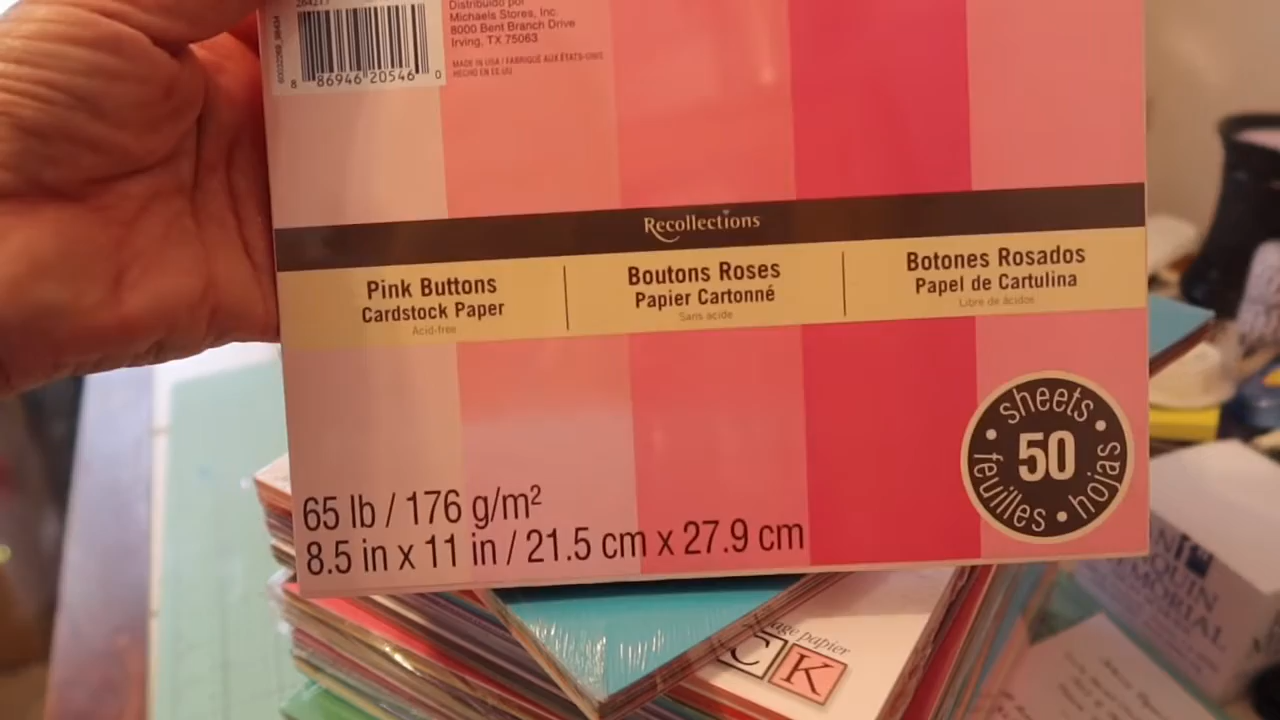 Distribuido por
Michaels Stores, Inc.
8000 Bent Branch Drive
Irving, TX 75063
MADE IN USA / FABRIQUÉ AUX ÉTATS-UNIS
HECHO EN EE.UU.
8 86946 20546 0
Recollections
Pink Buttons
Cardstock Paper
Acid-free
Boutons Roses
Papier Cartonné
Sans acide
Botones Rosados
Papel de Cartulina
Libre de ácidos
sheets
50
feuilles
hojas
65 lb / 176 g/m²
8.5 in x 11 in / 21.5 cm x 27.9 cm
papier
CK